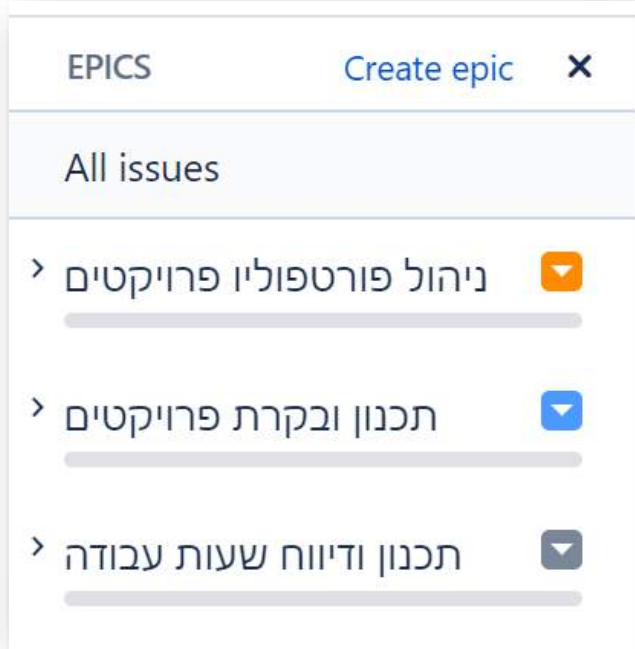 EPICS Create epic
All issues
ניהול פורטפוליו פרויקטים
תכנון ובקרת פרויקטים
תכנון ודיווח שעות עבודה